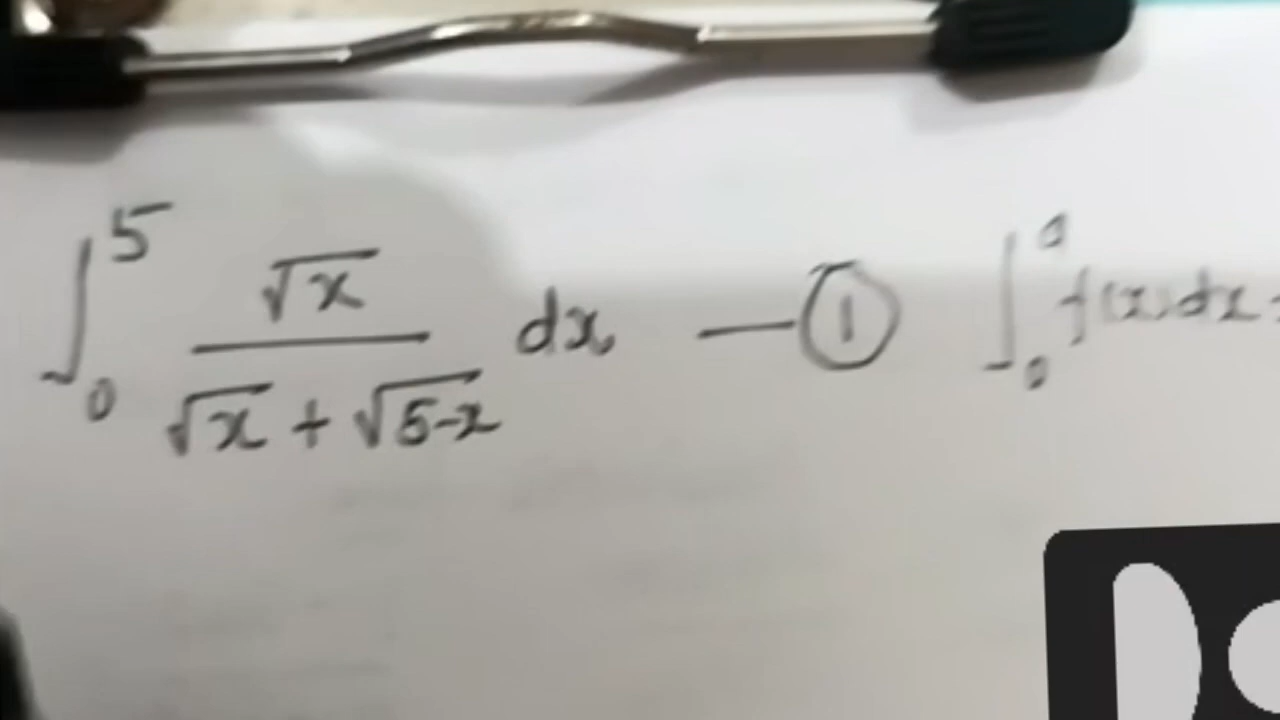 ∫₀⁵ √x / (√x + √(5-x)) dx — ① ∫₀ᵃ f(x)dx